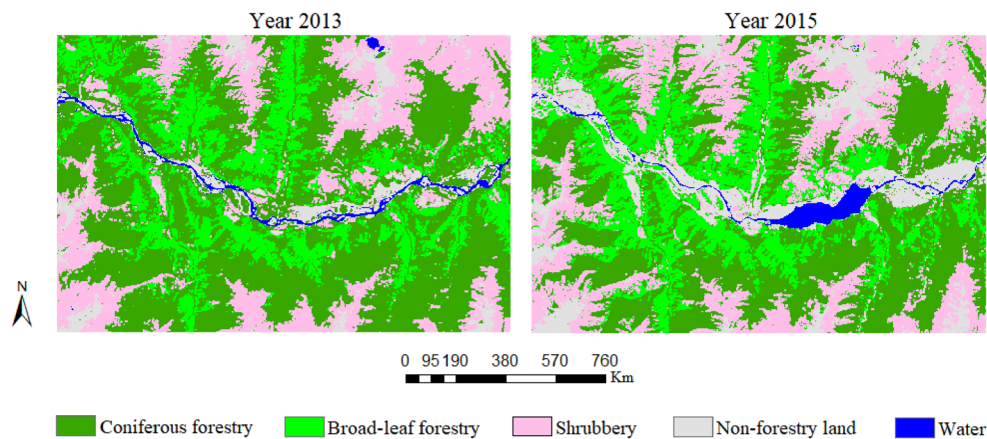 Year 2013
Year 2015
N
0 95 190 380 570 760
Km
Coniferous forestry
Broad-leaf forestry
Shrubbery
Non-forestry land
Water